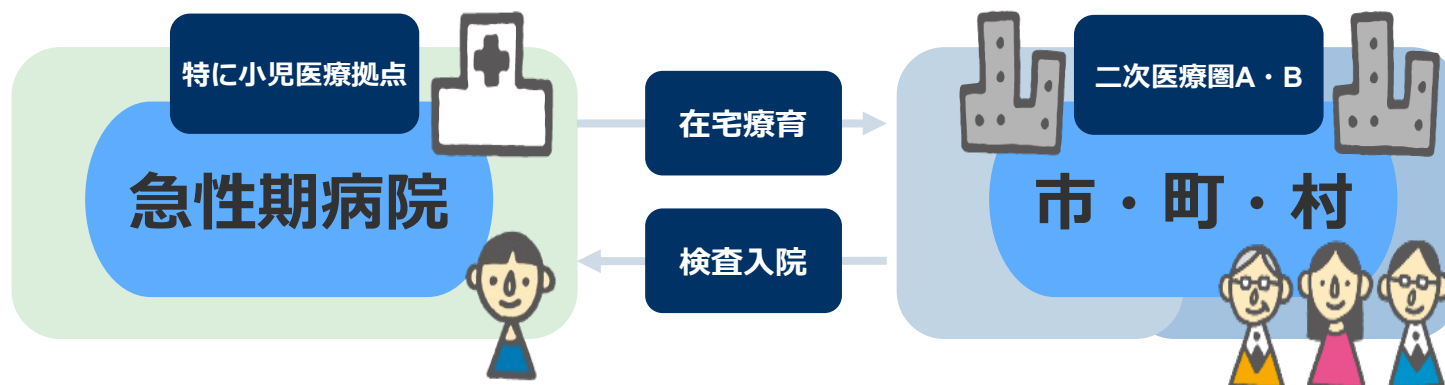 特に小児医療拠点
急性期病院
在宅療育
検査入院
二次医療圏A・B
市・町・村